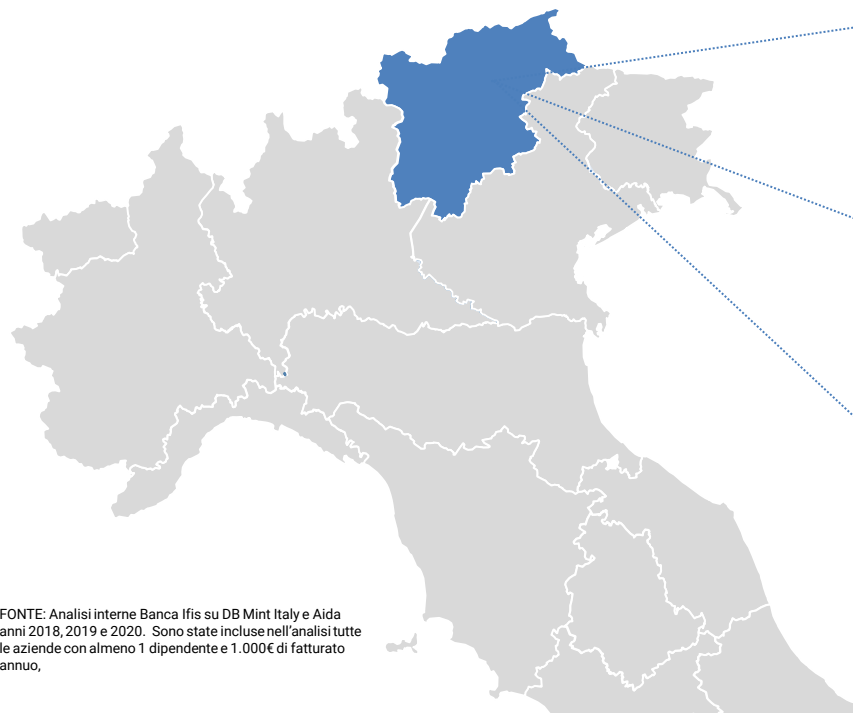 FONTE: Analisi interne Banca Ifis su DB Mint Italy e Aida
anni 2018, 2019 e 2020. Sono state incluse nell'analisi tutte
le aziende con almeno 1 dipendente e 1.000€ di fatturato
annuo,